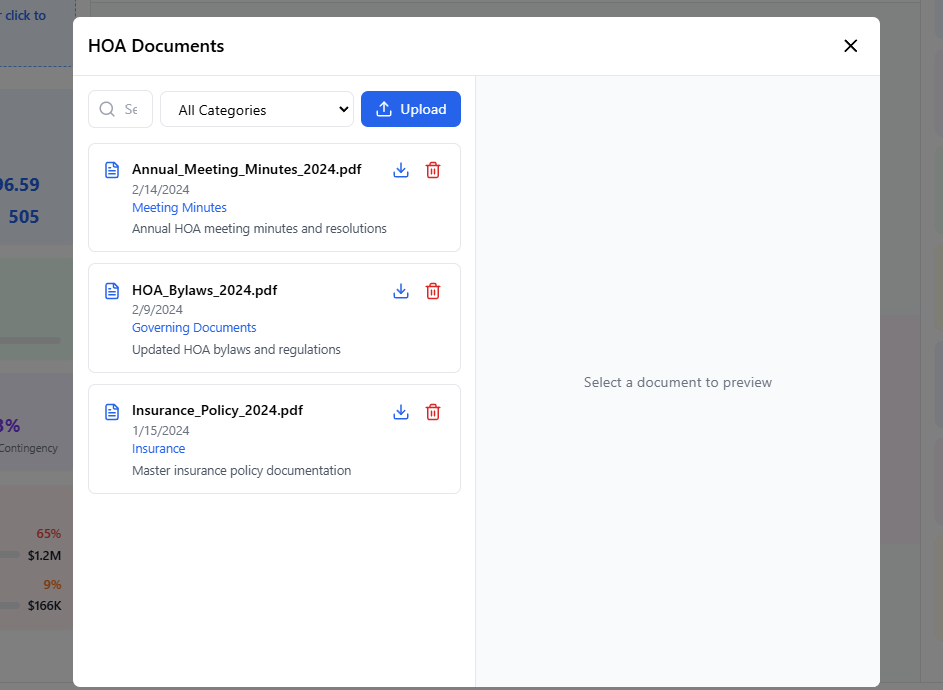 click to
HOA Documents
Se
All Categories
Upload
Annual_Meeting_Minutes_2024.pdf
2/14/2024
Meeting Minutes
Annual HOA meeting minutes and resolutions
HOA_Bylaws_2024.pdf
2/9/2024
Governing Documents
Updated HOA bylaws and regulations
Insurance_Policy_2024.pdf
1/15/2024
Insurance
Master insurance policy documentation
Select a document to preview
6.59
505
%
Contingency
65%
$1.2M
9%
$166K